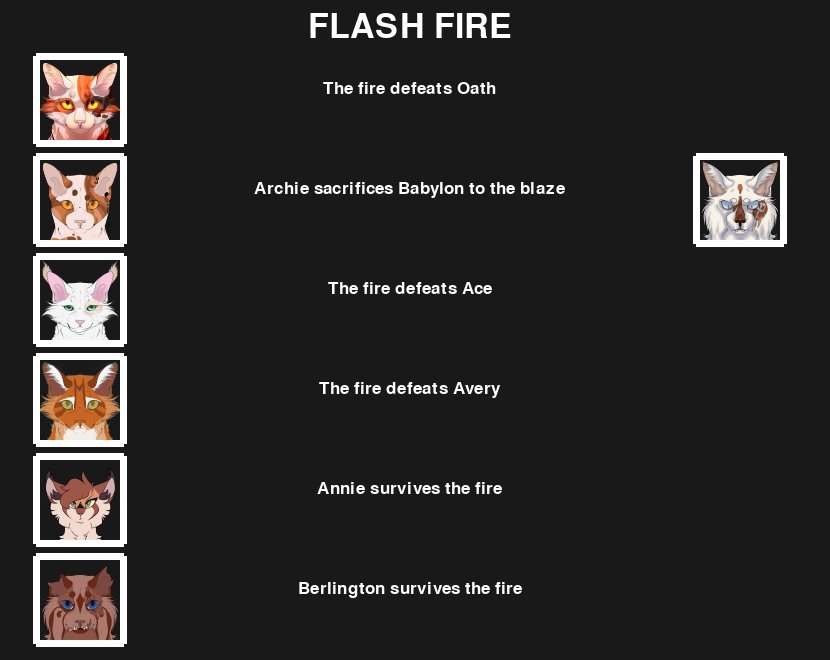 FLASH FIRE
The fire defeats Oath
Archie sacrifices Babylon to the blaze
The fire defeats Ace
The fire defeats Avery
Annie survives the fire
Berlington survives the fire